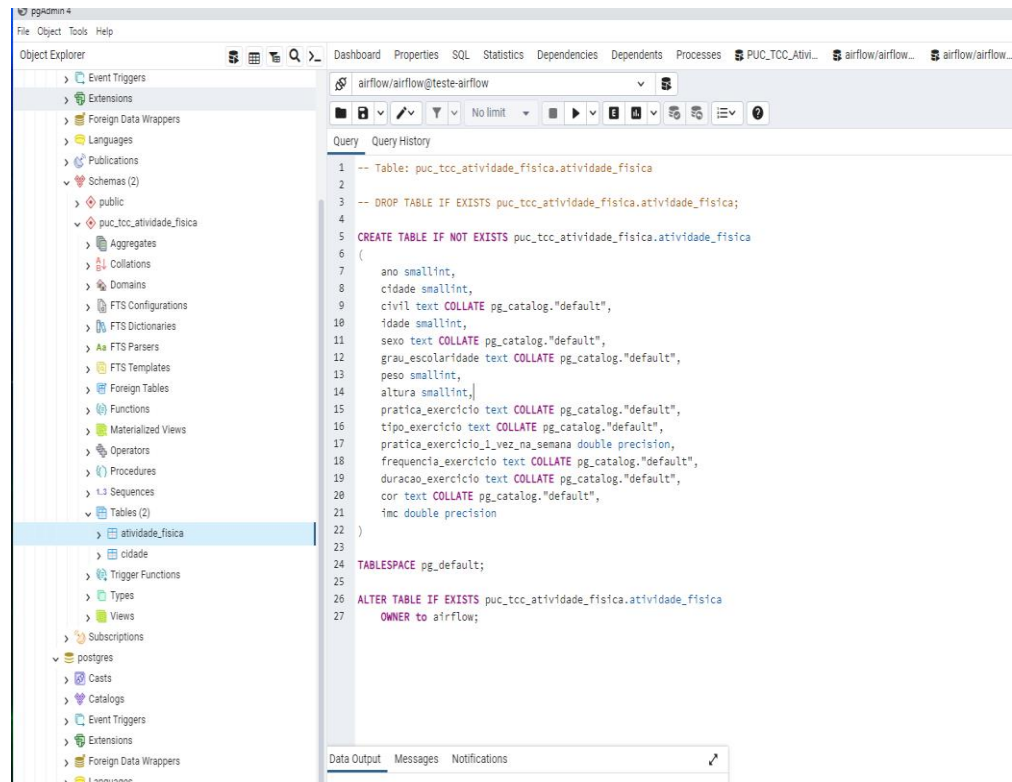 pgAdmin 4
File Object Tools Help
Object Explorer
Event Triggers
Extensions
Foreign Data Wrappers
Languages
Publications
Schemas (2)
public
puc_tcc_atividade_fisica
Aggregates
Collations
Domains
FTS Configurations
FTS Dictionaries
Aa FTS Parsers
FTS Templates
Foreign Tables
Functions
Materialized Views
Operators
Procedures
1..3 Sequences
Tables (2)
atividade_fisica
cidade
Trigger Functions
Types
Views
Subscriptions
postgres
Casts
Catalogs
Event Triggers
Extensions
Foreign Data Wrappers
Languages
Dashboard Properties SQL Statistics Dependencies Dependents Processes PUC_TCC_Ativi... airflow/airflow... airflow/airflow...
airflow/airflow@teste-airflow
No limit E
Query Query History
1 -- Table: puc_tcc_atividade_fisica.atividade_fisica
2
3 -- DROP TABLE IF EXISTS puc_tcc_atividade_fisica.atividade_fisica;
4
5 CREATE TABLE IF NOT EXISTS puc_tcc_atividade_fisica.atividade_fisica
6 (
7 ano smallint,
8 cidade smallint,
9 civil text COLLATE pg_catalog."default",
10 idade smallint,
11 sexo text COLLATE pg_catalog."default",
12 grau_escolaridade text COLLATE pg_catalog."default",
13 peso smallint,
14 altura smallint,
15 pratica_exercicio text COLLATE pg_catalog."default",
16 tipo_exercicio text COLLATE pg_catalog."default",
17 pratica_exercicio_1_vez_na_semana double precision,
18 frequencia_exercicio text COLLATE pg_catalog."default",
19 duracao_exercicio text COLLATE pg_catalog."default",
20 cor text COLLATE pg_catalog."default",
21 imc double precision
22 )
23
24 TABLESPACE pg_default;
25
26 ALTER TABLE IF EXISTS puc_tcc_atividade_fisica.atividade_fisica
27 OWNER to airflow;
Data Output Messages Notifications